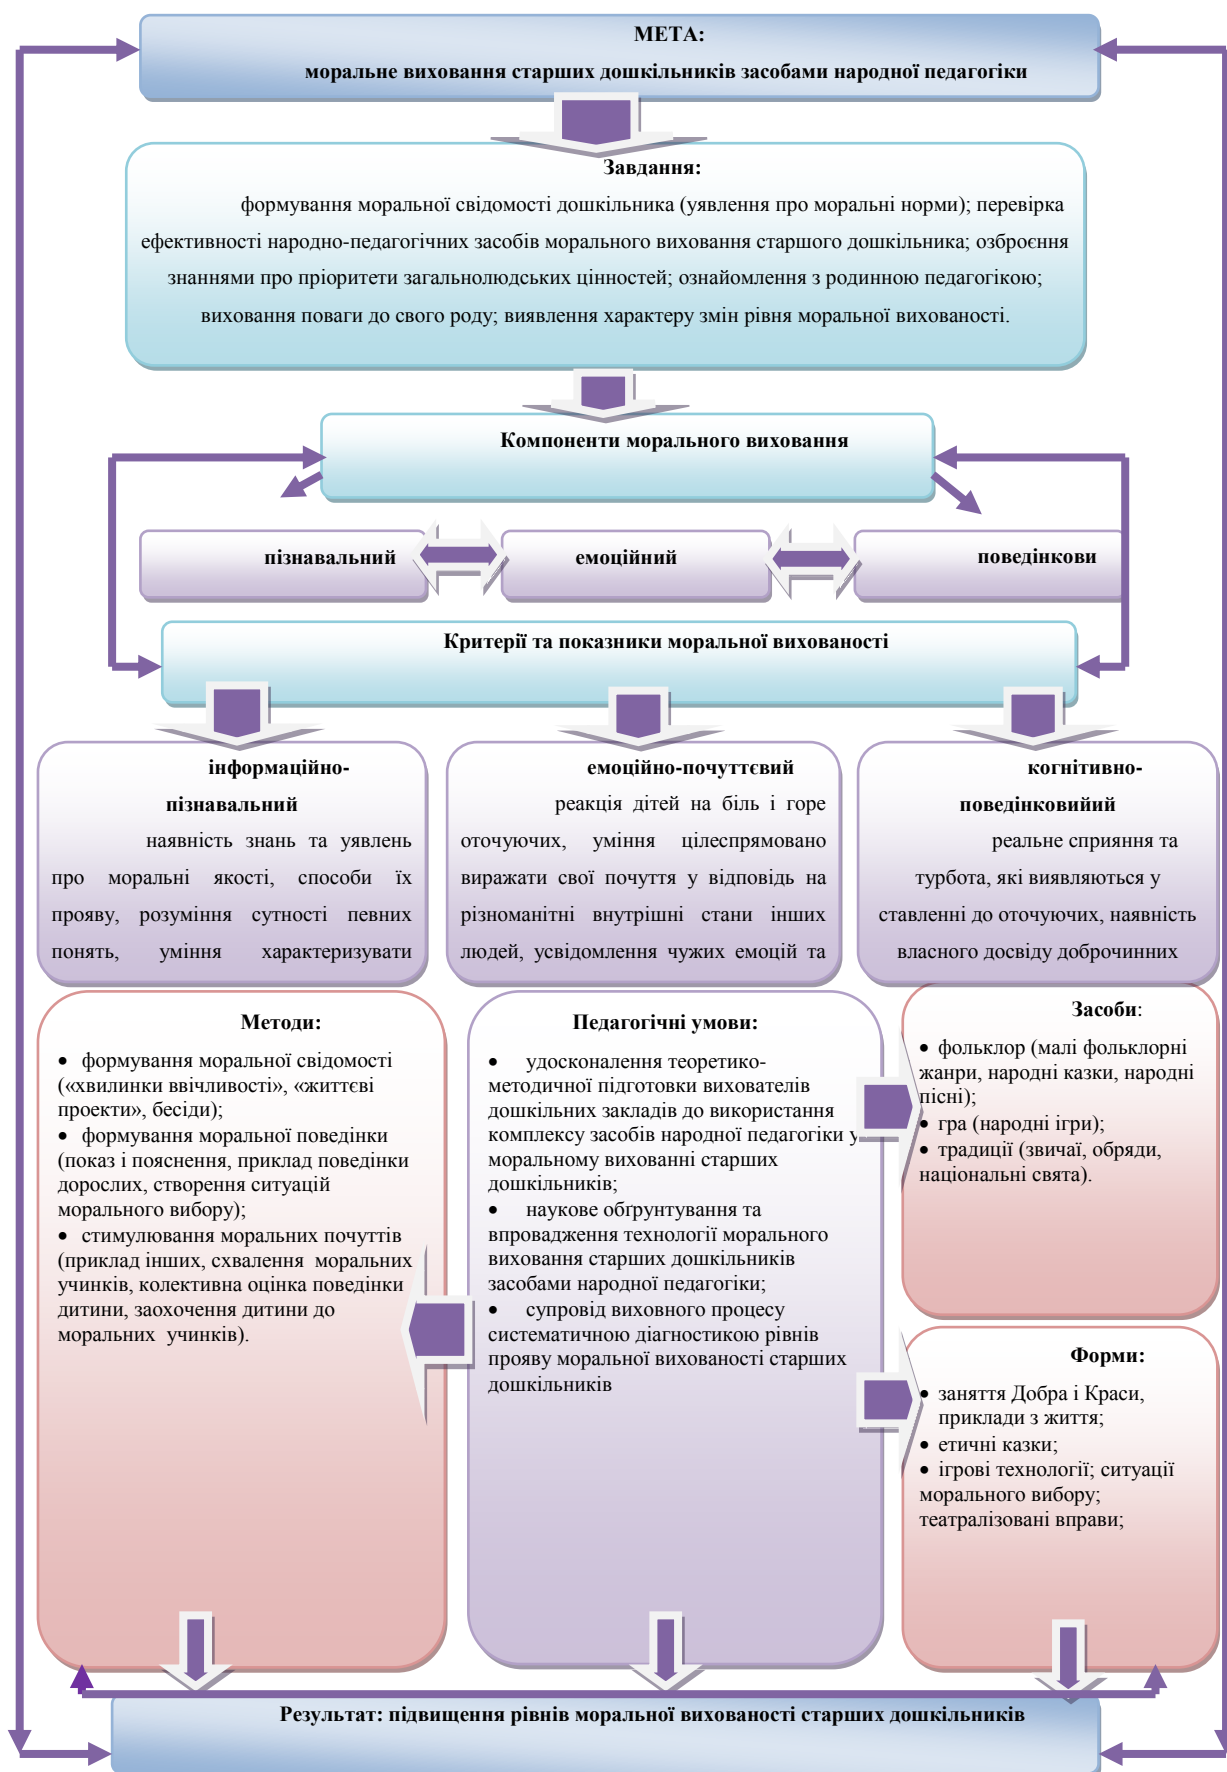 МЕТА:
моральне виховання старших дошкільників засобами народної педагогіки
Завдання:
формування моральної свідомості дошкільника (уявлення про моральні норми); перевірка
ефективності народно-педагогічних засобів морального виховання старшого дошкільника; озброєння
знаннями про пріоритети загальнолюдських цінностей; ознайомлення з родинною педагогікою;
виховання поваги до свого роду; виявлення характеру змін рівня моральної вихованості.
Компоненти морального виховання
пізнавальний
емоційний
поведінкови
Критерії та показники моральної вихованості
інформаційно-
пізнавальний
наявність знань та уявлень
про моральні якості, способи їх
прояву, розуміння сутності певних
понять, уміння характеризувати
емоційно-почуттєвий
реакція дітей на біль і горе
оточуючих, уміння цілеспрямовано
виражати свої почуття у відповідь на
різноманітні внутрішні стани інших
людей, усвідомлення чужих емоцій та
когнітивно-
поведінковийий
реальне сприяння та
турбота, які виявляються у
ставленні до оточуючих, наявність
власного досвіду доброчинних
Методи:
• формування моральної свідомості
(«хвилинки ввічливості», «життєві
проекти», бесіди);
• формування моральної поведінки
(показ і пояснення, приклад поведінки
дорослих, створення ситуацій
морального вибору);
• стимулювання моральних почуттів
(приклад інших, схвалення моральних
учинків, колективна оцінка поведінки
дитини, заохочення дитини до
моральних учинків).
Педагогічні умови:
• удосконалення теоретико-
методичної підготовки вихователів
дошкільних закладів до використання
комплексу засобів народної педагогіки у
моральному вихованні старших
дошкільників;
• наукове обґрунтування та
впровадження технології морального
виховання старших дошкільників
засобами народної педагогіки;
• супровід виховного процесу
систематичною діагностикою рівнів
прояву моральної вихованості старших
дошкільників
Засоби:
• фольклор (малі фольклорні
жанри, народні казки, народні
пісні);
• гра (народні ігри);
• традиції (звичаї, обряди,
національні свята).
Форми:
• заняття Добра і Краси,
приклади з життя;
• етичні казки;
• ігрові технології; ситуації
морального вибору;
театралізовані вправи;
Результат: підвищення рівнів моральної вихованості старших дошкільників